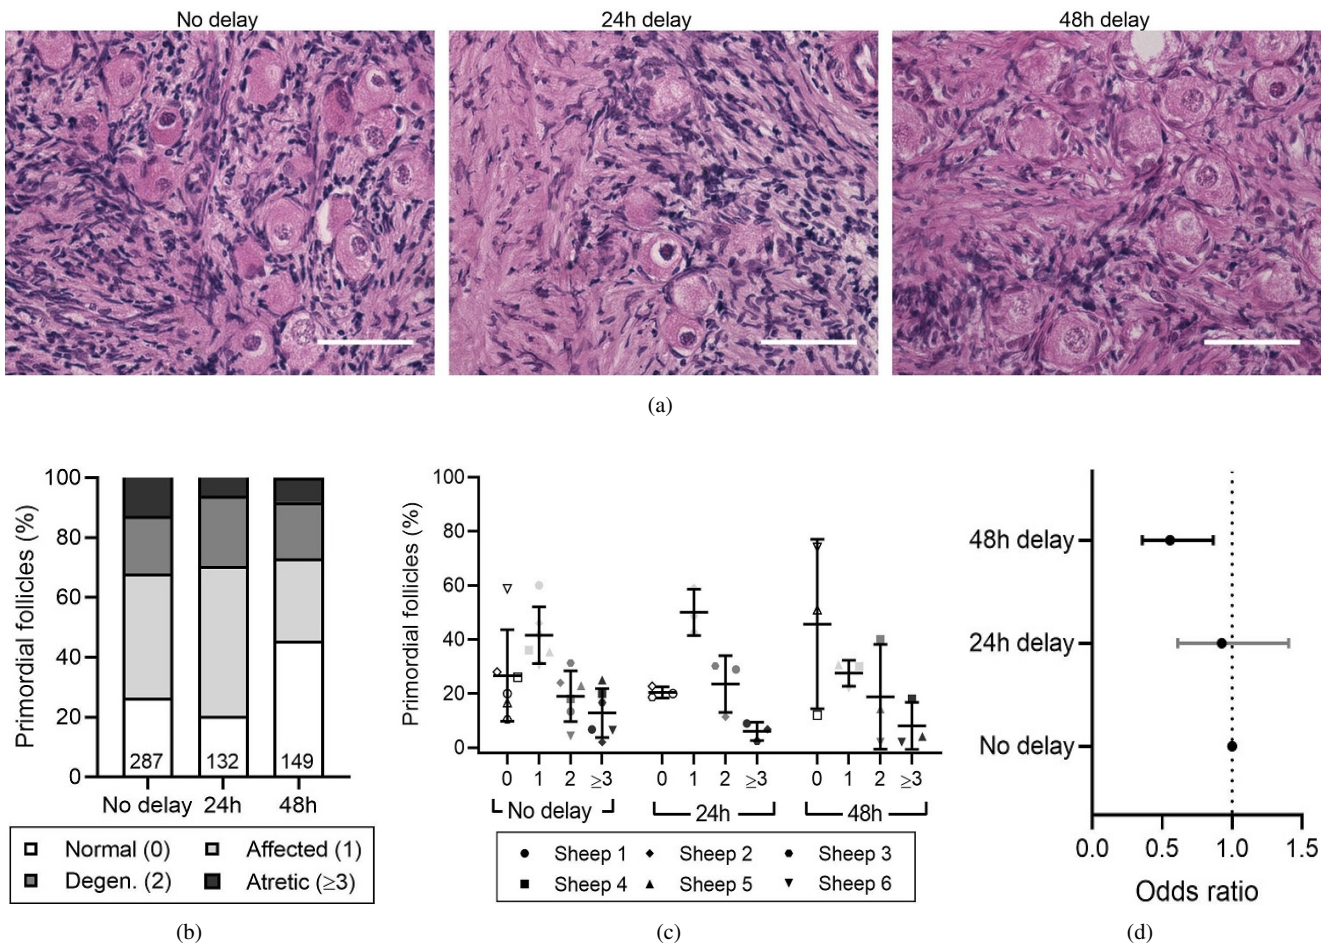 No delay 24h delay 48h delay
(a)
Primordial follicles (%)
100
80
60
40
20
0
287 132 149
No delay 24h 48h
Normal (0) Affected (1)
Degen. (2) Atretic (≥3)
(b)
Primordial follicles (%)
100
80
60
40
20
0
0 1 2 ≥3 0 1 2 ≥3 0 1 2 ≥3
No delay 24h 48h
Sheep 1 Sheep 2 Sheep 3
Sheep 4 Sheep 5 Sheep 6
(c)
48h delay
24h delay
No delay
0.0 0.5 1.0 1.5
Odds ratio
(d)